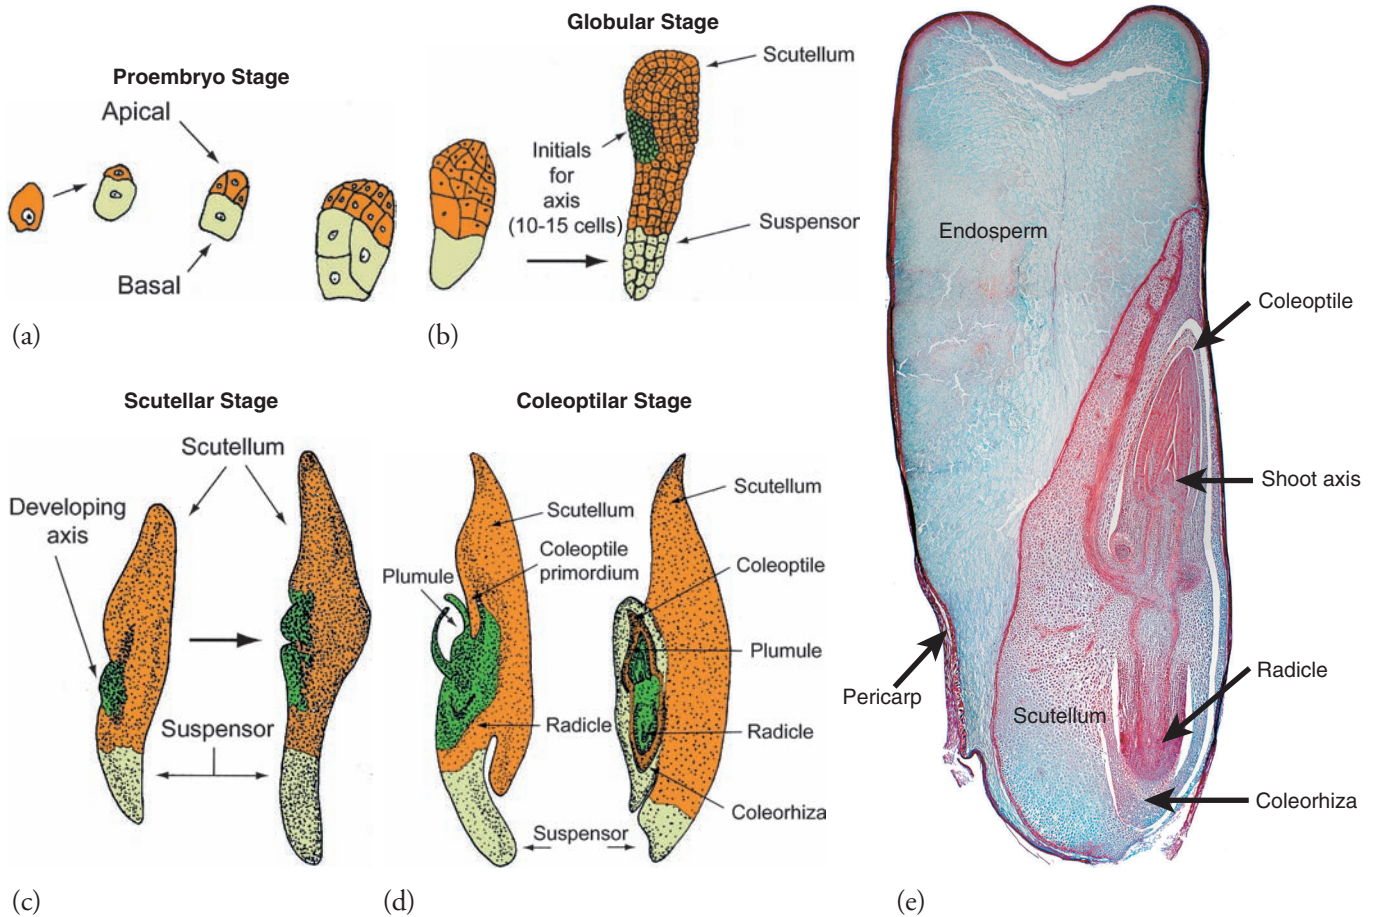 Proembryo Stage
Apical
Basal
(a)
Globular Stage
Scutellum
Initials
for
axis
(10-15 cells)
Suspensor
(b)
Scutellar Stage
Scutellum
Developing
axis
Suspensor
(c)
Coleoptilar Stage
Scutellum
Scutellum
Coleoptile
primordium
Plumule
Coleoptile
Plumule
Radicle
Radicle
Coleorhiza
Suspensor
(d)
Endosperm
Coleoptile
Shoot axis
Pericarp
Radicle
Scutellum
Coleorhiza
(e)